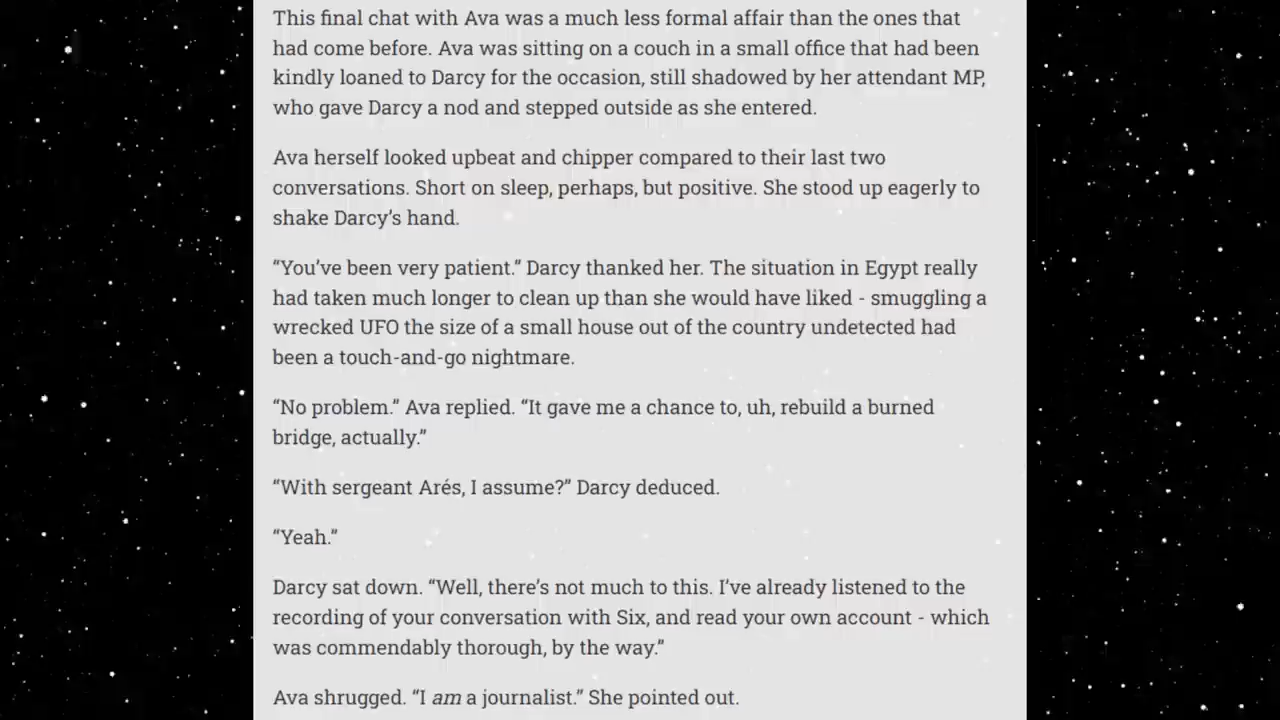 This final chat with Ava was a much less formal affair than the ones that
had come before. Ava was sitting on a couch in a small office that had been
kindly loaned to Darcy for the occasion, still shadowed by her attendant MP,
who gave Darcy a nod and stepped outside as she entered.
Ava herself looked upbeat and chipper compared to their last two
conversations. Short on sleep, perhaps, but positive. She stood up eagerly to
shake Darcy’s hand.
“You’ve been very patient.” Darcy thanked her. The situation in Egypt really
had taken much longer to clean up than she would have liked - smuggling a
wrecked UFO the size of a small house out of the country undetected had
been a touch-and-go nightmare.
“No problem.” Ava replied. “It gave me a chance to, uh, rebuild a burned
bridge, actually.”
“With sergeant Arés, I assume?” Darcy deduced.
“Yeah.”
Darcy sat down. “Well, there’s not much to this. I’ve already listened to the
recording of your conversation with Six, and read your own account - which
was commendably thorough, by the way.”
Ava shrugged. “I am a journalist.” She pointed out.